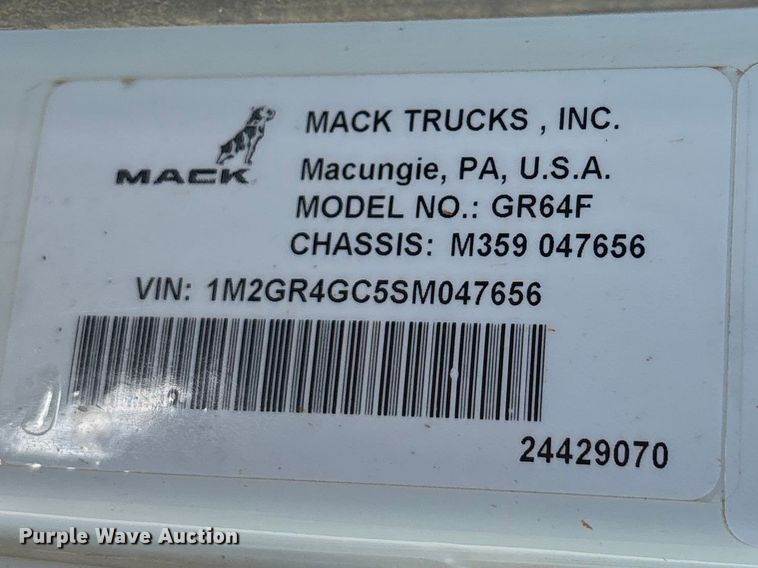 MACK
MACK TRUCKS , INC.
Macungie, PA, U.S.A.
MODEL NO.: GR64F
CHASSIS: M359 047656
VIN: 1M2GR4GC5SM047656
24429070
Purple Wave Auction